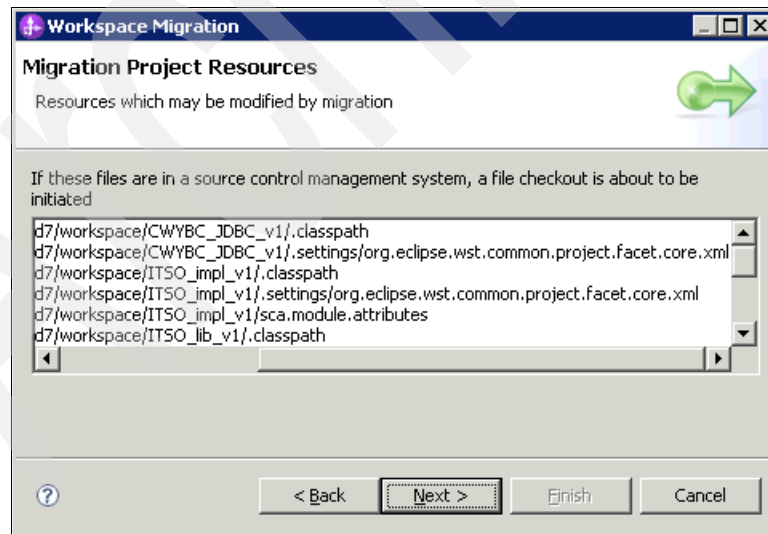 Workspace Migration
Migration Project Resources
Resources which may be modified by migration
If these files are in a source control management system, a file checkout is about to be
initiated
d7/workspace/CWYBC_JDBC_v1/.classpath
d7/workspace/CWYBC_JDBC_v1/.settings/org.eclipse.wst.common.project.facet.core.xml
d7/workspace/ITSO_impl_v1/.classpath
d7/workspace/ITSO_impl_v1/.settings/org.eclipse.wst.common.project.facet.core.xml
d7/workspace/ITSO_impl_v1/sca.module.attributes
d7/workspace/ITSO_lib_v1/.classpath
? < Back Next > Finish Cancel